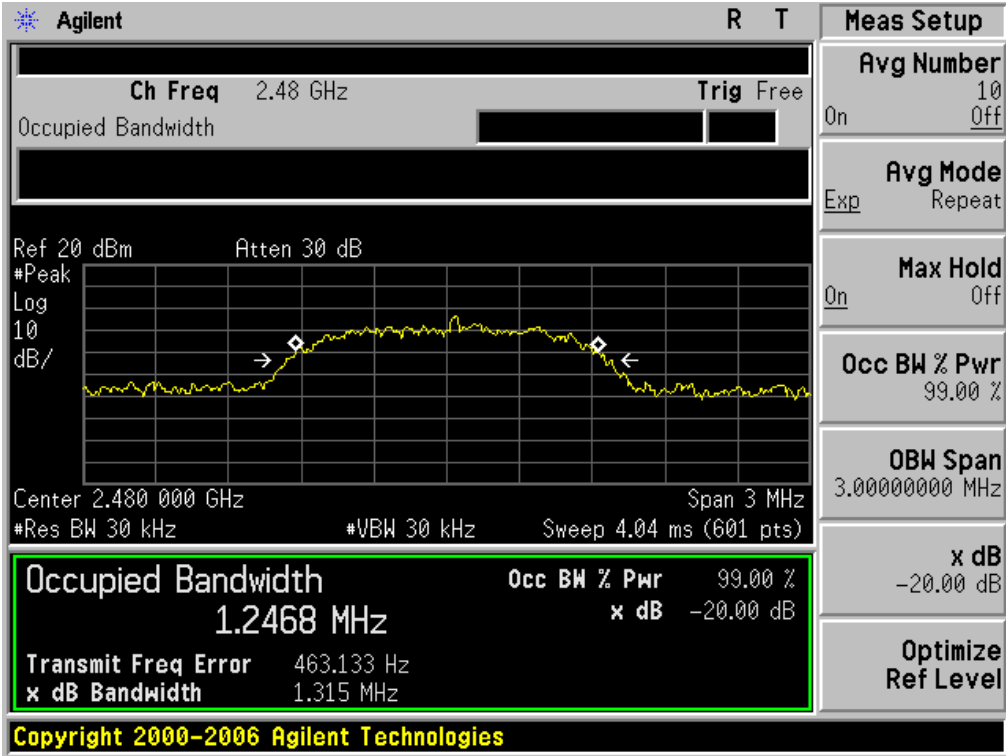 Agilent R T
Ch Freq 2.48 GHz Trig Free
Occupied Bandwidth
Ref 20 dBm Atten 30 dB
#Peak
Log
10
dB/
Center 2.480 000 GHz Span 3 MHz
#Res BW 30 kHz #VBW 30 kHz Sweep 4.04 ms (601 pts)
Occupied Bandwidth Occ BW % Pwr 99.00 %
1.2468 MHz x dB -20.00 dB
Transmit Freq Error 463.133 Hz
x dB Bandwidth 1.315 MHz
Copyright 2000-2006 Agilent Technologies
Meas Setup
Avg Number
10
On Off
Avg Mode
Exp Repeat
Max Hold
On Off
Occ BW % Pwr
99.00 %
OBW Span
3.00000000 MHz
x dB
-20.00 dB
Optimize
Ref Level